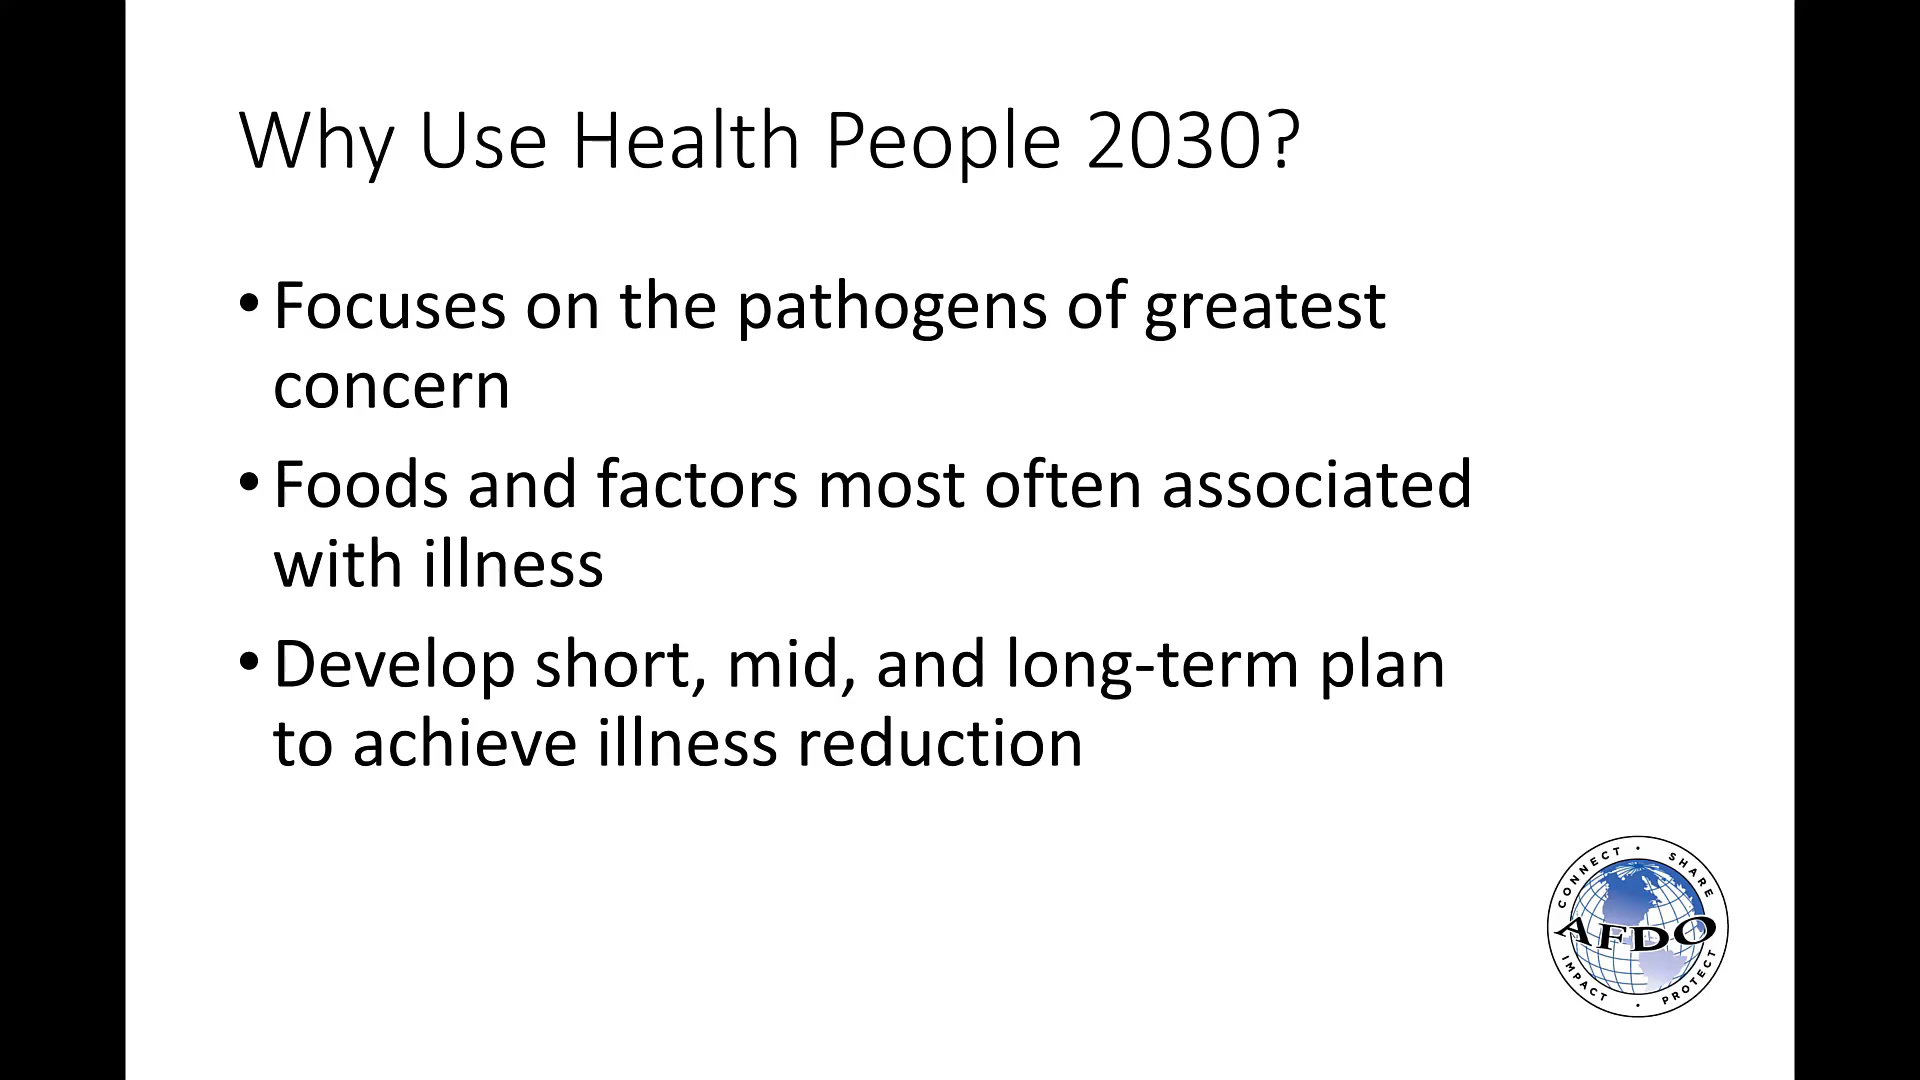 Why Use Health People 2030?
• Focuses on the pathogens of greatest
concern
• Foods and factors most often associated
with illness
• Develop short, mid, and long-term plan
to achieve illness reduction
CONNECT • SHARE
AFDO
IMPACT • PROTECT